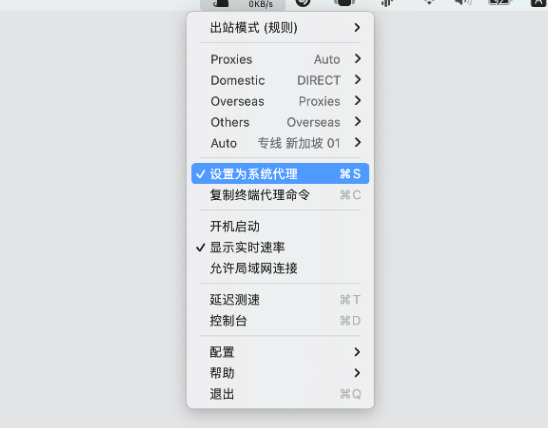 0KB/s
A
出站模式 (规则)
Proxies Auto
Domestic DIRECT
Overseas Proxies
Others Overseas
Auto 专线 新加坡 01
设置为系统代理 ⌘S
复制终端代理命令 ⌘C
开机启动
显示实时速率
允许局域网连接
延迟测速 ⌘T
控制台 ⌘D
配置
帮助
退出 ⌘Q